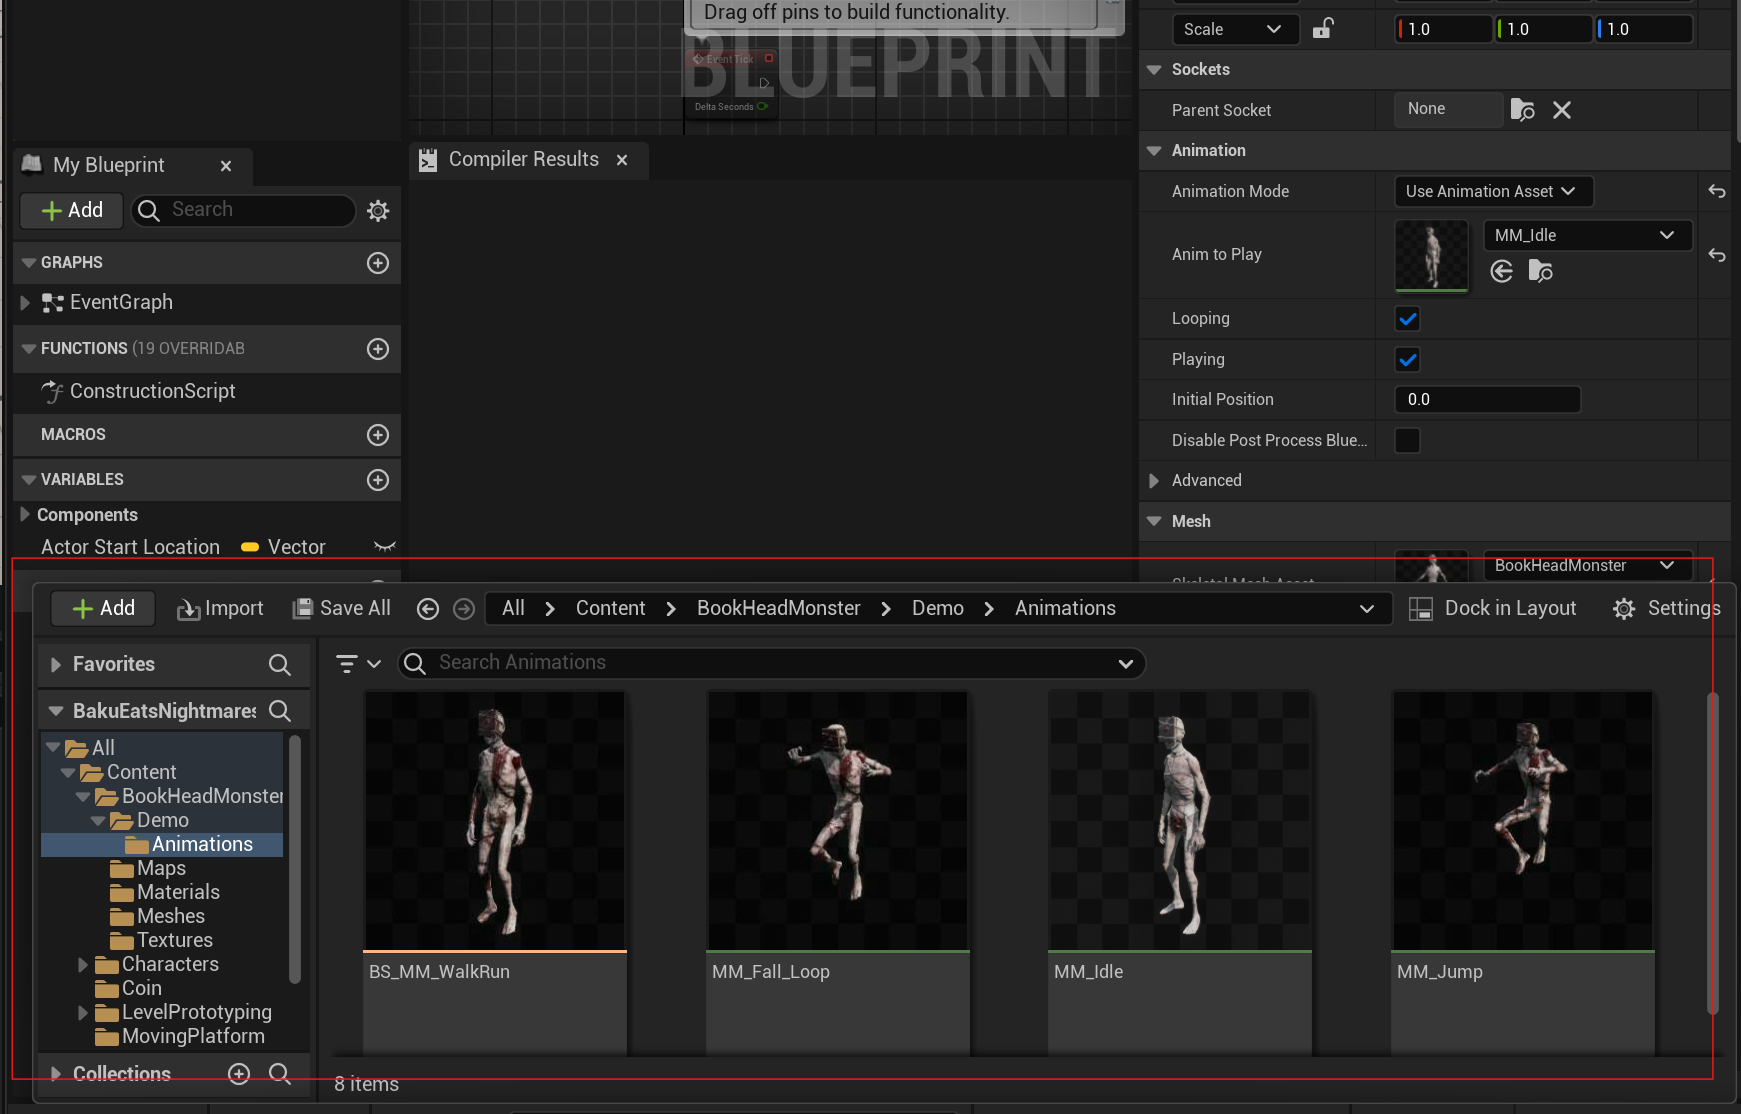 Drag off pins to build functionality.
BLUEPRINT
Event Tick
Delta Seconds
Scale
1.0
1.0
1.0
Sockets
Parent Socket
None
Animation
Animation Mode
Use Animation Asset
Anim to Play
MM_Idle
Looping
Playing
Initial Position
0.0
Disable Post Process Blue...
Advanced
Mesh
Skeletal Mesh Asset
BookHeadMonster
My Blueprint
Compiler Results
Add
Search
GRAPHS
EventGraph
FUNCTIONS (19 OVERRIDAB
ConstructionScript
MACROS
VARIABLES
Components
Actor Start Location
Vector
Add
Import
Save All
All > Content > BookHeadMonster > Demo > Animations
Dock in Layout
Settings
Favorites
BakuEatsNightmares
All
Content
BookHeadMonster
Demo
Animations
Maps
Materials
Meshes
Textures
Characters
Coin
LevelPrototyping
MovingPlatform
Collections
Search Animations
BS_MM_WalkRun
MM_Fall_Loop
MM_Idle
MM_Jump
8 items